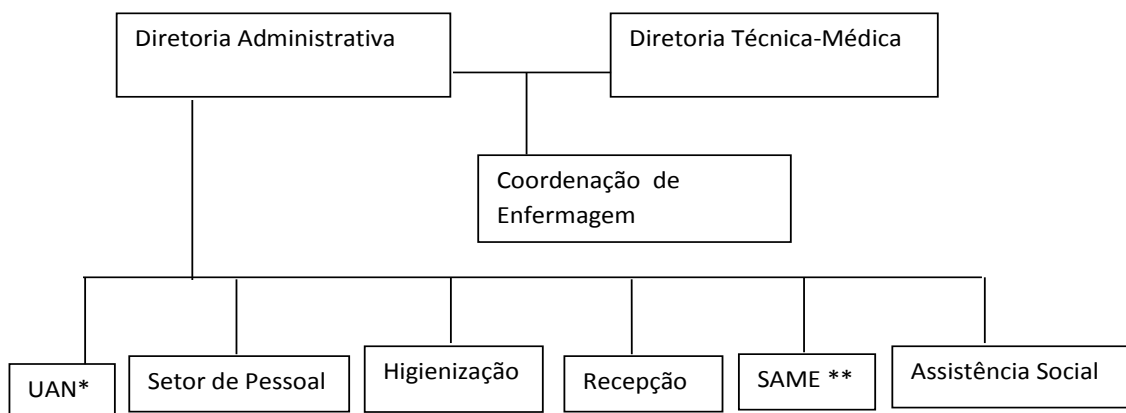 Diretoria Administrativa
Diretoria Técnica-Médica
Coordenação de
Enfermagem
UAN*
Setor de Pessoal
Higienização
Recepção
SAME **
Assistência Social